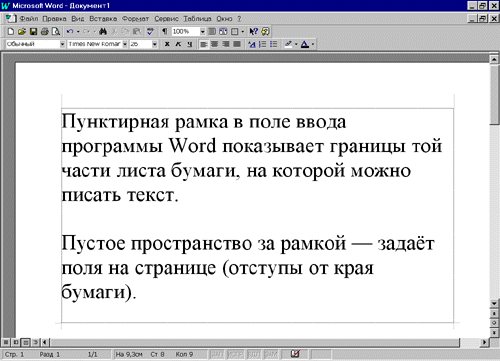 Microsoft Word - Документ1
Файл Правка Вид Вставка Формат Сервис Таблица Окно ?
100%
Обычный Times New Roman 26 Ж К Ч
Пунктирная рамка в поле ввода
программы Word показывает границы той
части листа бумаги, на которой можно
писать текст.
Пустое пространство за рамкой — задаёт
поля на странице (отступы от края
бумаги).
Стр. 1 Разд 1 1/1 На 9,3см Ст 8 Кол 9